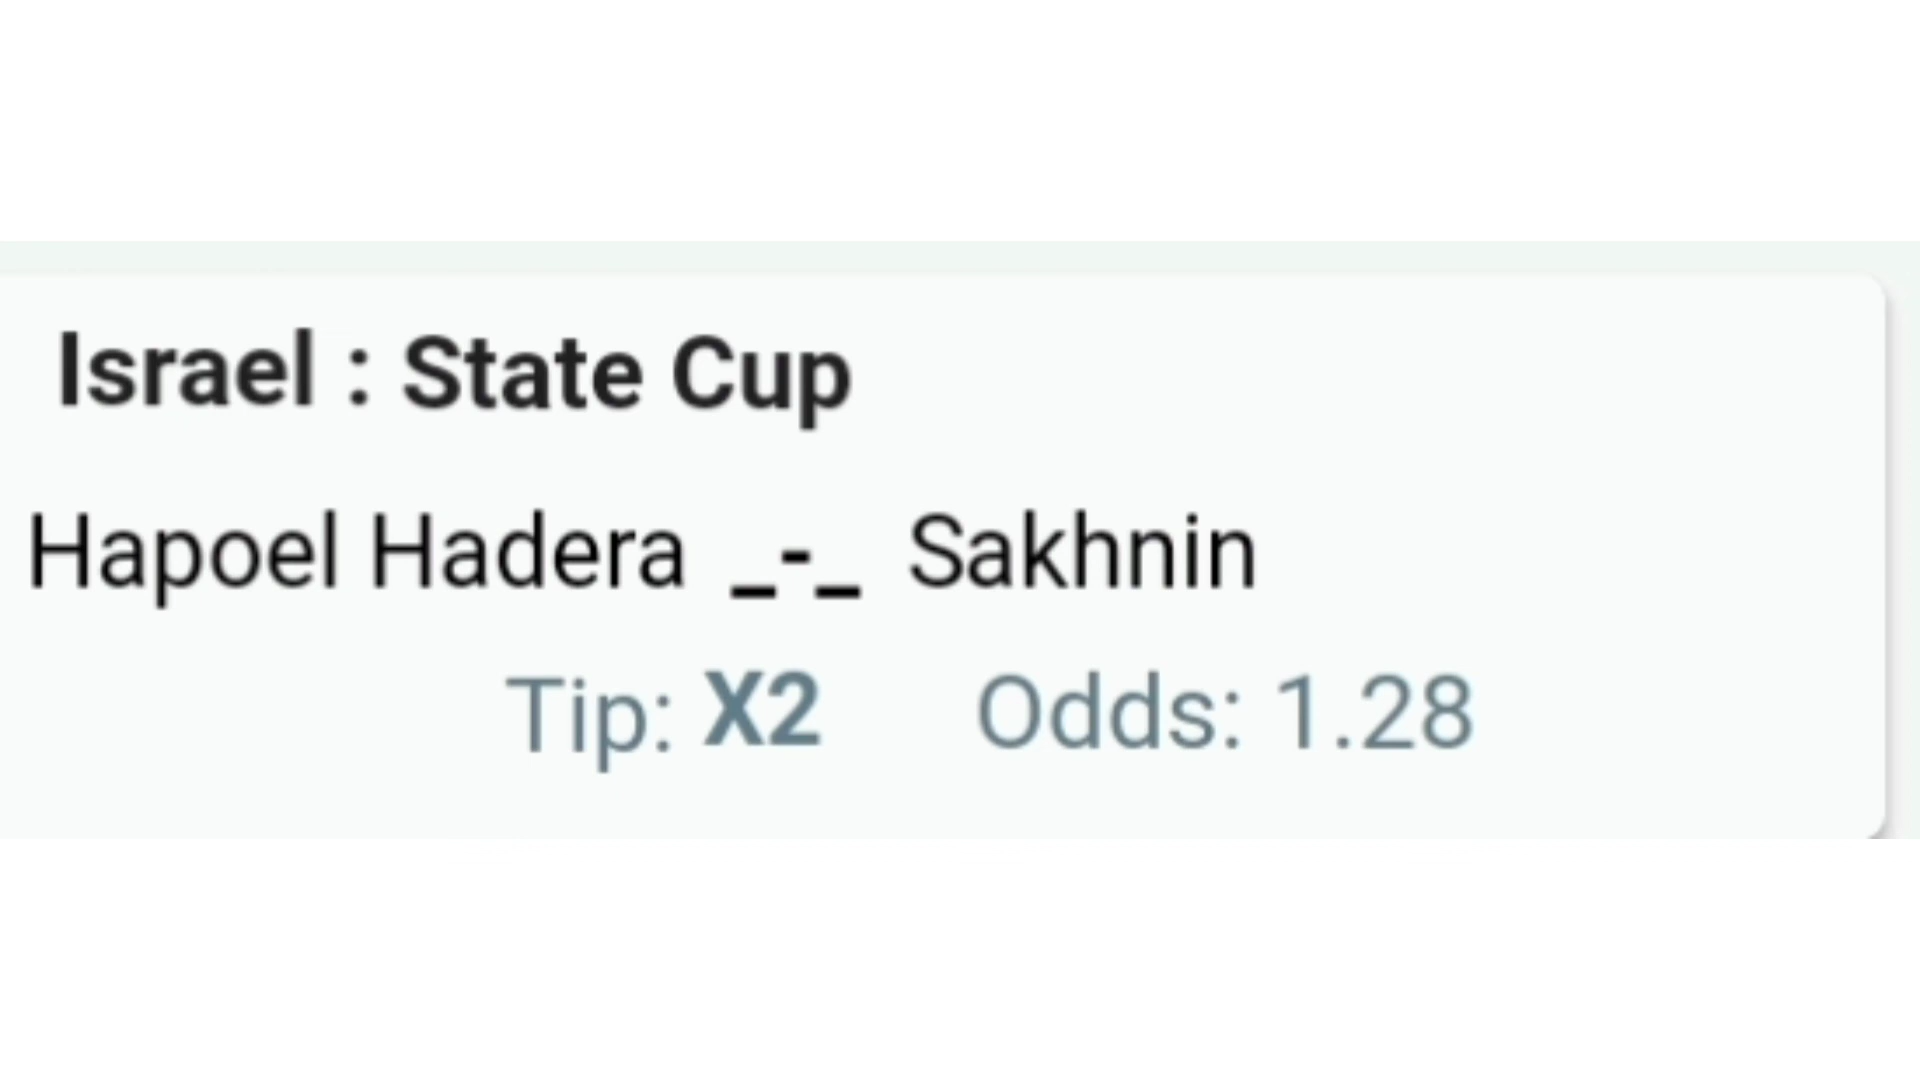 Israel : State Cup
Hapoel Hadera _-_ Sakhnin
Tip: X2 Odds: 1.28